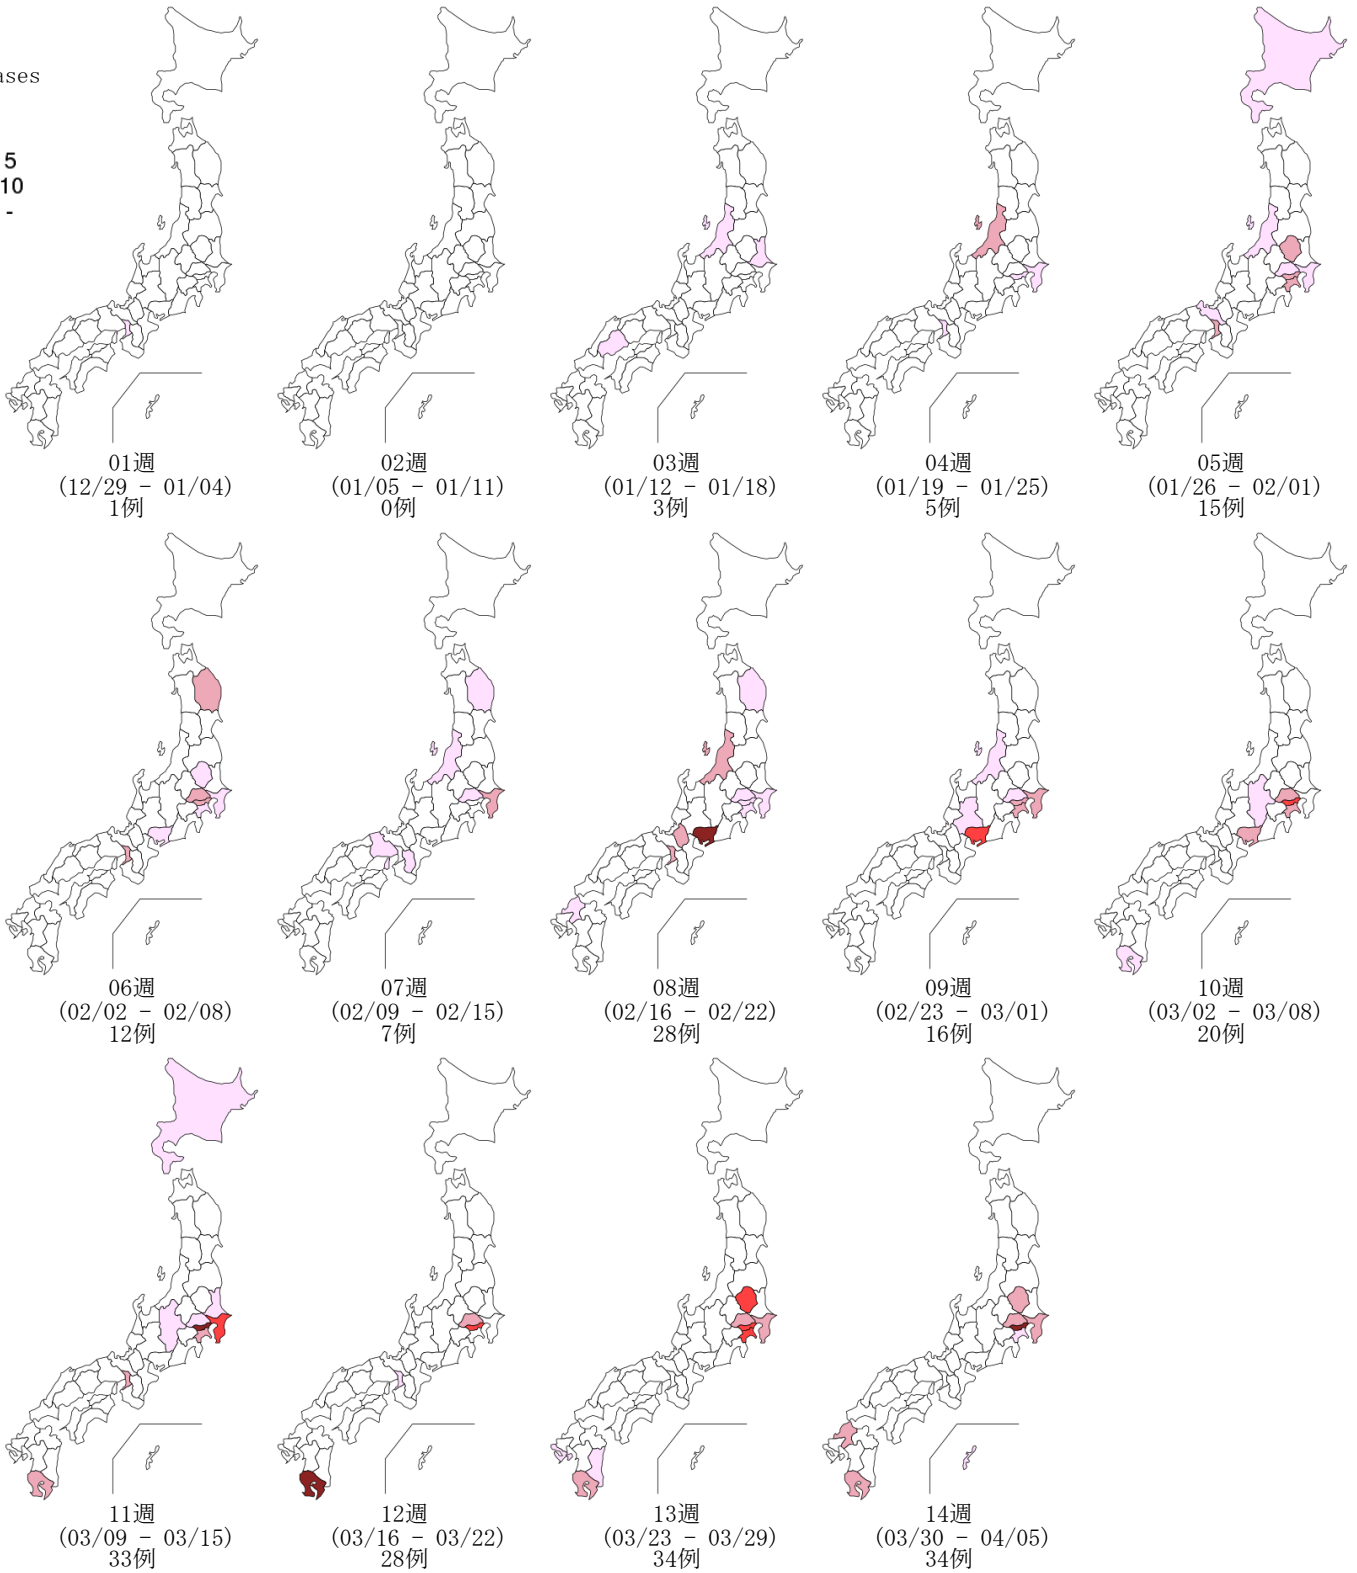 ases
5
10
-
01週
(12/29 - 01/04)
1例
02週
(01/05 - 01/11)
0例
03週
(01/12 - 01/18)
3例
04週
(01/19 - 01/25)
5例
05週
(01/26 - 02/01)
15例
06週
(02/02 - 02/08)
12例
07週
(02/09 - 02/15)
7例
08週
(02/16 - 02/22)
28例
09週
(02/23 - 03/01)
16例
10週
(03/02 - 03/08)
20例
11週
(03/09 - 03/15)
33例
12週
(03/16 - 03/22)
28例
13週
(03/23 - 03/29)
34例
14週
(03/30 - 04/05)
34例